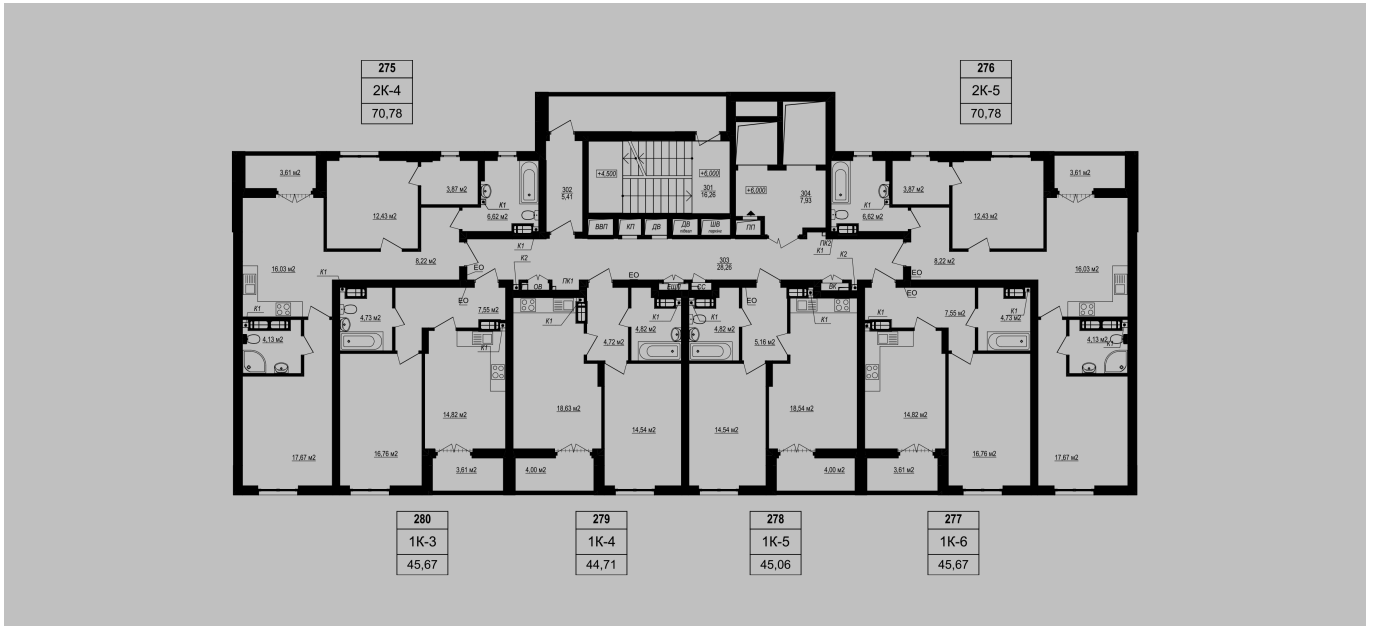 275
2К-4
70,78
276
2К-5
70,78
3,61 м2
12,43 м2
3,87 м2
К1
6,62 м2
302
5,41
+4,500
+6,000
301
16,26
+6,000
304
7,93
К1
6,62 м2
3,87 м2
12,43 м2
3,61 м2
ВВП
КП
ДВ
ДВ
ШВ
ПП
ПК2
К1
К1
К2
К2
16,03 м2
8,22 м2
ЕО
303
28,26
ЕО
8,22 м2
16,03 м2
К1
ЕО
ОВ
ПК1
ЕО
ЕО
ВК
ЕО
К1
К1
4,73 м2
7,55 м2
К1
К1
4,82 м2
К1
4,82 м2
К1
7,55 м2
К1
4,73 м2
К1
4,13 м2
К1
4,72 м2
5,16 м2
К1
4,13 м2
К1
14,82 м2
18,63 м2
14,54 м2
14,54 м2
18,54 м2
14,82 м2
17,67 м2
16,76 м2
3,61 м2
4,00 м2
4,00 м2
3,61 м2
16,76 м2
17,67 м2
280
1К-3
45,67
279
1К-4
44,71
278
1К-5
45,06
277
1К-6
45,67